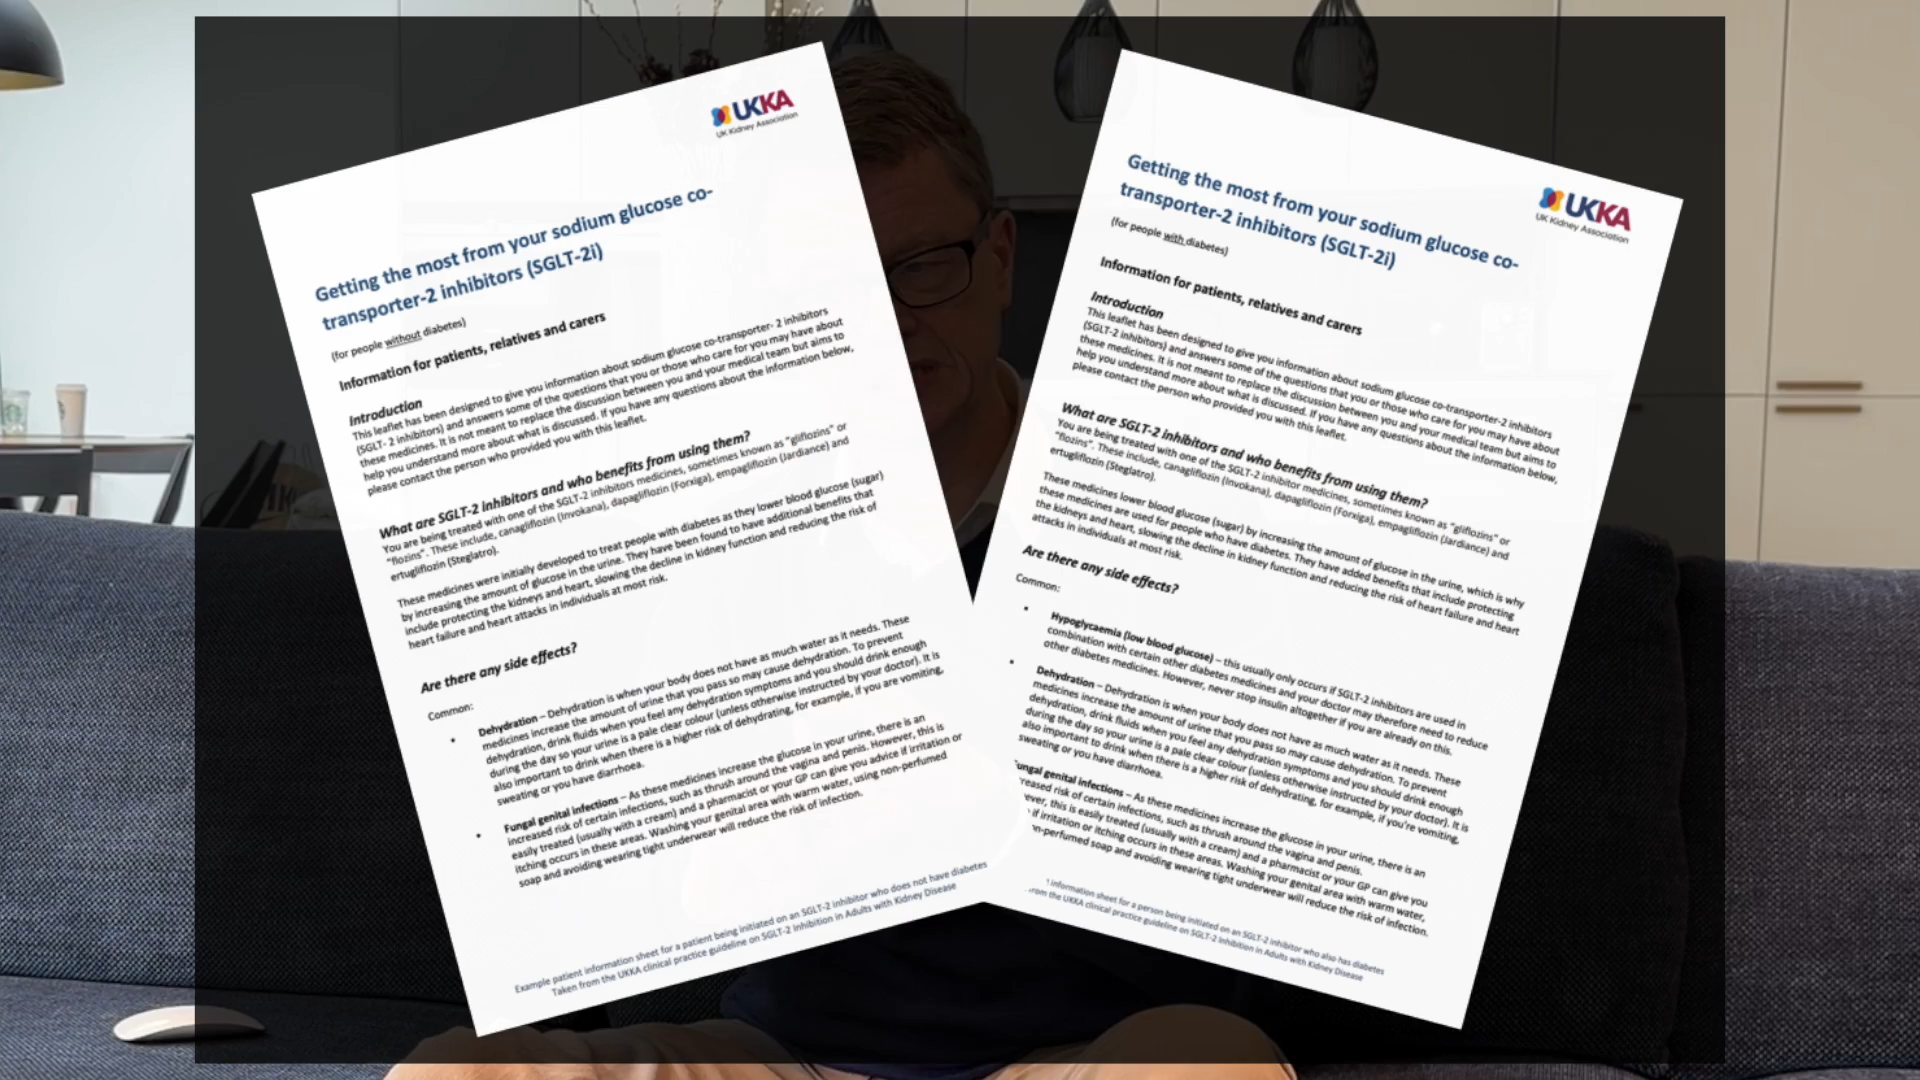 UKKA
UK Kidney Association
Getting the most from your sodium glucose co-
transporter-2 inhibitors (SGLT-2i)
(for people without diabetes)
Information for patients, relatives and carers
Introduction
This leaflet has been designed to give you information about sodium glucose co-transporter- 2 inhibitors
(SGLT- 2 inhibitors) and answers some of the questions that you or those who care for you may have about
these medicines. It is not meant to replace the discussion between you and your medical team but aims to
help you understand more about what is discussed. If you have any questions about the information below,
please contact the person who provided you with this leaflet.
What are SGLT-2 inhibitors and who benefits from using them?
You are being treated with one of the SGLT-2 inhibitors medicines, sometimes known as "gliflozins" or
"flozins". These include, canagliflozin (Invokana), dapagliflozin (Forxiga), empagliflozin (Jardiance) and
ertugliflozin (Steglatro).
These medicines were initially developed to treat people with diabetes as they lower blood glucose (sugar)
by increasing the amount of glucose in the urine. They have been found to have additional benefits that
include protecting the kidneys and heart, slowing the decline in kidney function and reducing the risk of
heart failure and heart attacks in individuals at most risk.
Are there any side effects?
Common:
• Dehydration – Dehydration is when your body does not have as much water as it needs. These
medicines increase the amount of urine that you pass so may cause dehydration. To prevent
dehydration, drink fluids when you feel any dehydration symptoms and you should drink enough
during the day so your urine is a pale clear colour (unless otherwise instructed by your doctor). It is
also important to drink when there is a higher risk of dehydrating, for example, if you are vomiting,
sweating or you have diarrhoea.
• Fungal genital infections – As these medicines increase the glucose in your urine, there is an
increased risk of certain infections, such as thrush around the vagina and penis. However, this is
easily treated (usually with a cream) and a pharmacist or your GP can give you advice if irritation or
itching occurs in these areas. Washing your genital area with warm water, using non-perfumed
soap and avoiding wearing tight underwear will reduce the risk of infection.
Example patient information sheet for a patient being initiated on an SGLT-2 inhibitor who does not have diabetes
Taken from the UKKA clinical practice guideline on SGLT-2 Inhibition in Adults with Kidney Disease
UKKA
UK Kidney Association
Getting the most from your sodium glucose co-
transporter-2 inhibitors (SGLT-2i)
(for people with diabetes)
Information for patients, relatives and carers
Introduction
This leaflet has been designed to give you information about sodium glucose co-transporter-2 inhibitors
(SGLT-2 inhibitors) and answers some of the questions that you or those who care for you may have about
these medicines. It is not meant to replace the discussion between you and your medical team but aims to
help you understand more about what is discussed. If you have any questions about the information below,
please contact the person who provided you with this leaflet.
What are SGLT-2 inhibitors and who benefits from using them?
You are being treated with one of the SGLT-2 inhibitor medicines, sometimes known as "gliflozins" or
"flozins". These include, canagliflozin (Invokana), dapagliflozin (Forxiga), empagliflozin (Jardiance) and
ertugliflozin (Steglatro).
These medicines lower blood glucose (sugar) by increasing the amount of glucose in the urine, which is why
these medicines are used for people who have diabetes. They have added benefits that include protecting
the kidneys and heart, slowing the decline in kidney function and reducing the risk of heart failure and heart
attacks in individuals at most risk.
Are there any side effects?
Common:
• Hypoglycaemia (low blood glucose) – this usually only occurs if SGLT-2 inhibitors are used in
combination with certain other diabetes medicines and your doctor may therefore need to reduce
other diabetes medicines. However, never stop insulin altogether if you are already on this.
• Dehydration – Dehydration is when your body does not have as much water as it needs. These
medicines increase the amount of urine that you pass so may cause dehydration. To prevent
dehydration, drink fluids when you feel any dehydration symptoms and you should drink enough
during the day so your urine is a pale clear colour (unless otherwise instructed by your doctor). It is
also important to drink when there is a higher risk of dehydrating, for example, if you're vomiting,
sweating or you have diarrhoea.
Fungal genital infections – As these medicines increase the glucose in your urine, there is an
risk of certain infections, such as thrush around the vagina and penis.
this is easily treated (usually with a cream) and a pharmacist or your GP can give you
if irritation or itching occurs in these areas. Washing your genital area with warm water,
soap and avoiding wearing tight underwear will reduce the risk of infection.
information sheet for a person being initiated on an SGLT-2 inhibitor who also has diabetes
from the UKKA clinical practice guideline on SGLT-2 Inhibition in Adults with Kidney Disease